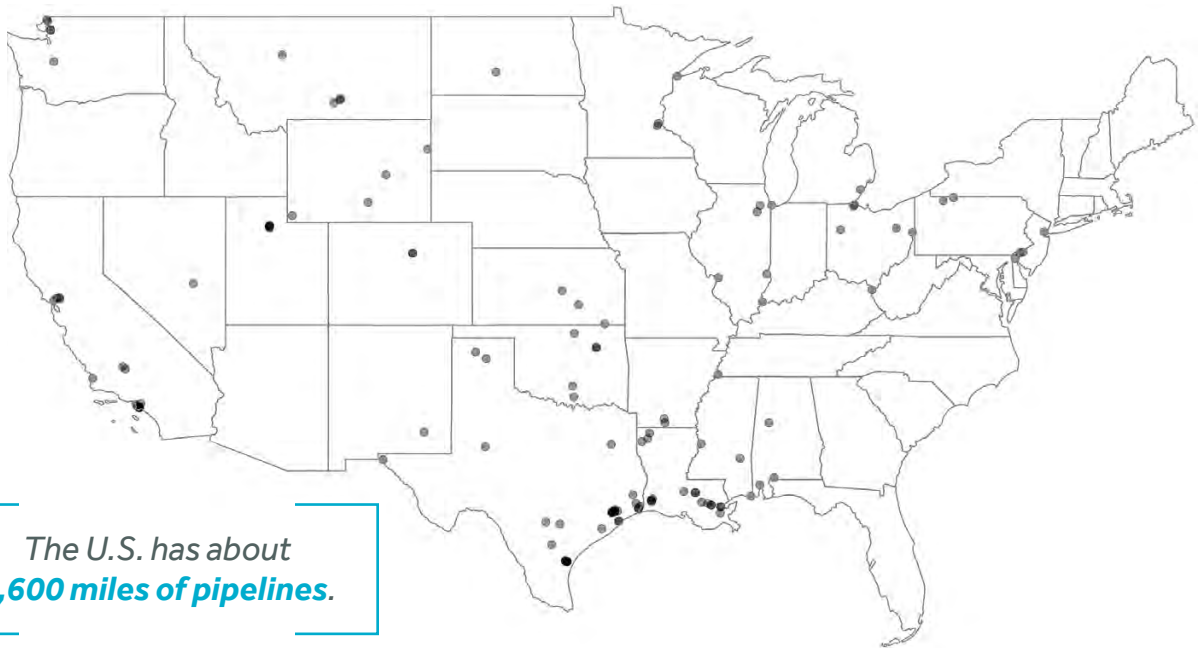 The U.S. has about
,600 miles of pipelines.